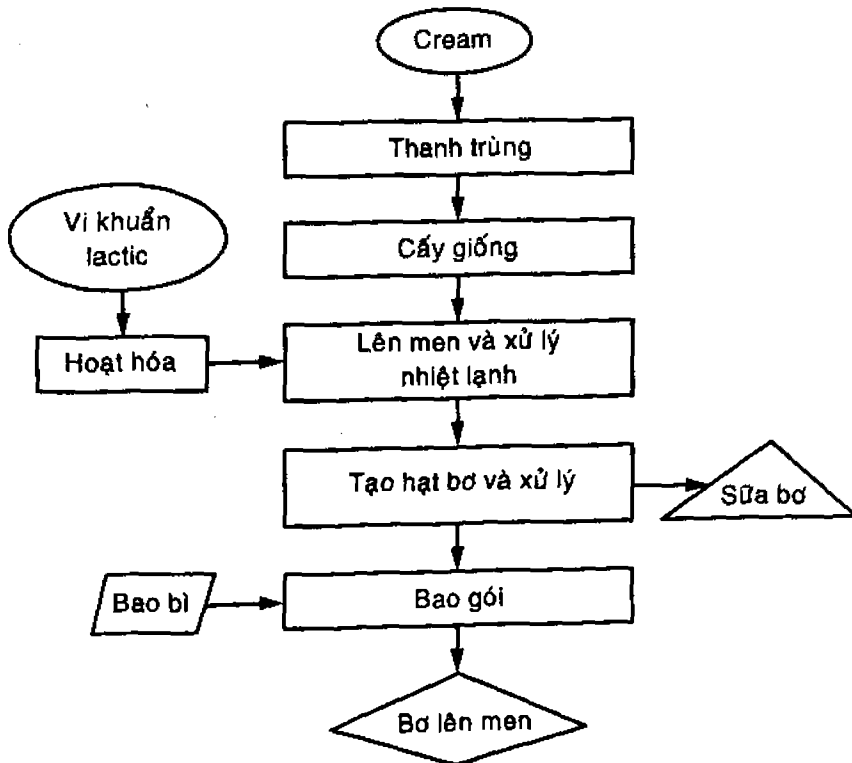 Cream
Thanh trùng
Vi khuẩn
lactic
Cấy giống
Hoạt hóa
Lên men và xử lý
nhiệt lạnh
Tạo hạt bơ và xử lý
Sữa bơ
Bao bì
Bao gói
Bơ lên men